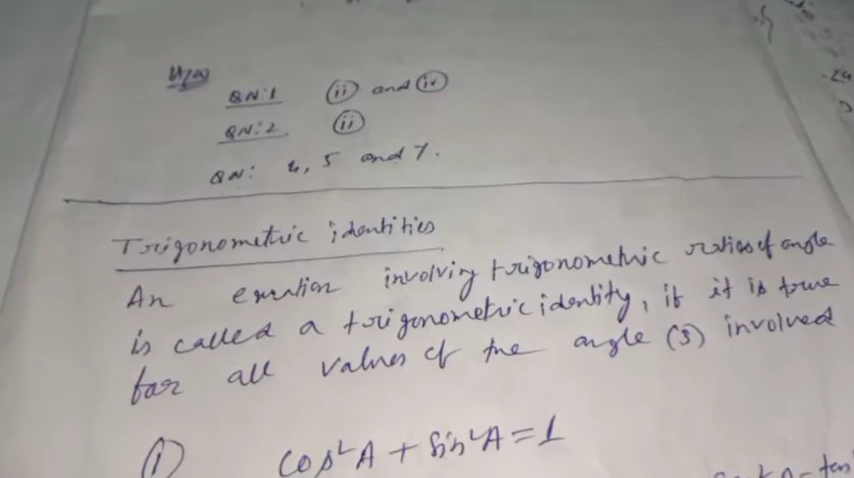 H/W
QN:1 (ii) and (iv)
QN:2 (ii)
QN: 4, 5 and 7.
Trigonometric identities
An equation involving trigonometric ratios of angle
is called a trigonometric identity, if it is true
for all values of the angle (s) involved
(i) cos²A + sin²A = 1